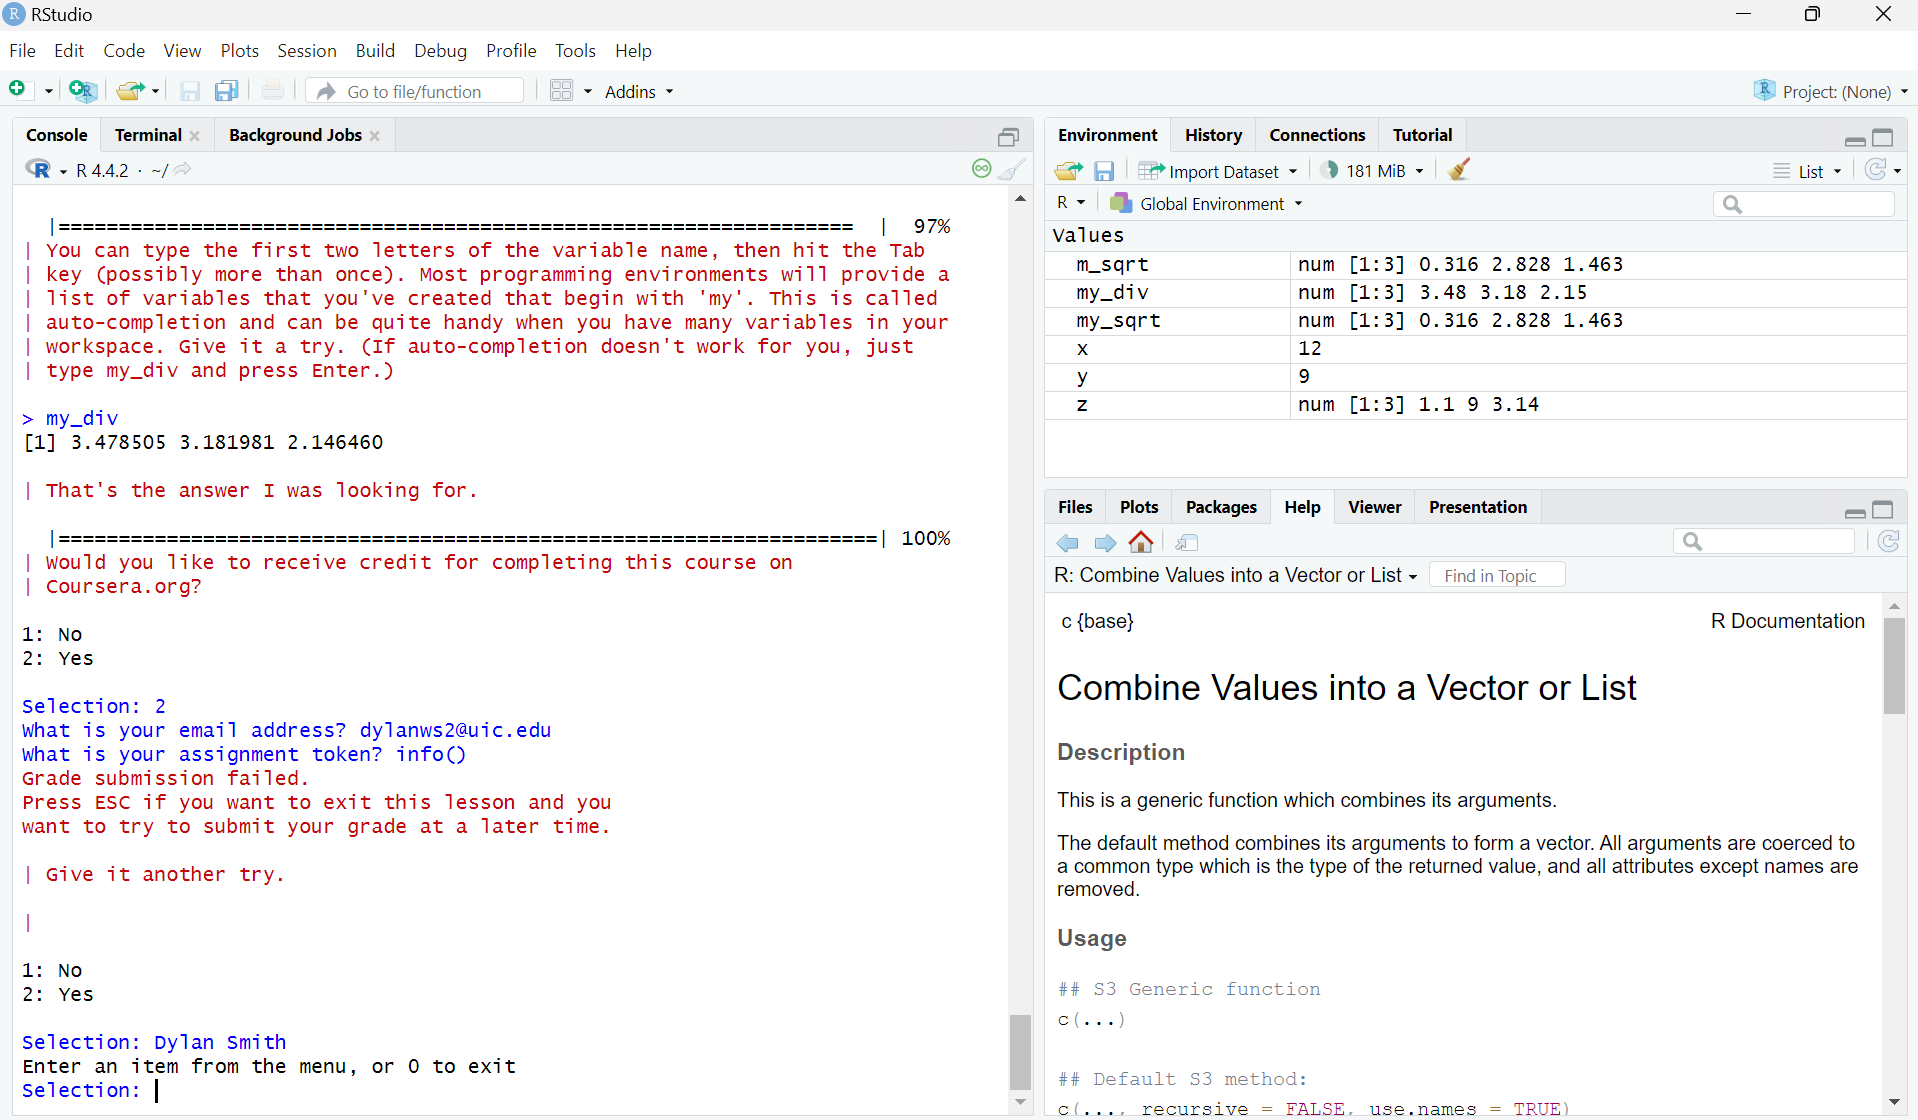 RStudio
File Edit Code View Plots Session Build Debug Profile Tools Help
Go to file/function Addins Project: (None)
Console Terminal Background Jobs
R 4.4.2 · ~/
|================================================================== | 97%
| You can type the first two letters of the variable name, then hit the Tab
| key (possibly more than once). Most programming environments will provide a
| list of variables that you've created that begin with 'my'. This is called
| auto-completion and can be quite handy when you have many variables in your
| workspace. Give it a try. (If auto-completion doesn't work for you, just
| type my_div and press Enter.)
> my_div
[1] 3.478505 3.181981 2.146460
| That's the answer I was looking for.
|====================================================================| 100%
| Would you like to receive credit for completing this course on
| Coursera.org?
1: No
2: Yes
Selection: 2
What is your email address? dylanws2@uic.edu
What is your assignment token? info()
Grade submission failed.
Press ESC if you want to exit this lesson and you
want to try to submit your grade at a later time.
| Give it another try.
|
1: No
2: Yes
Selection: Dylan Smith
Enter an item from the menu, or 0 to exit
Selection:
Environment History Connections Tutorial
Import Dataset 181 MiB List
R Global Environment
Values
m_sqrt num [1:3] 0.316 2.828 1.463
my_div num [1:3] 3.48 3.18 2.15
my_sqrt num [1:3] 0.316 2.828 1.463
x 12
y 9
z num [1:3] 1.1 9 3.14
Files Plots Packages Help Viewer Presentation
R: Combine Values into a Vector or List Find in Topic
c {base} R Documentation
Combine Values into a Vector or List
Description
This is a generic function which combines its arguments.
The default method combines its arguments to form a vector. All arguments are coerced to
a common type which is the type of the returned value, and all attributes except names are
removed.
Usage
## S3 Generic function
c(...)
## Default S3 method:
c(..., recursive = FALSE, use.names = TRUE)